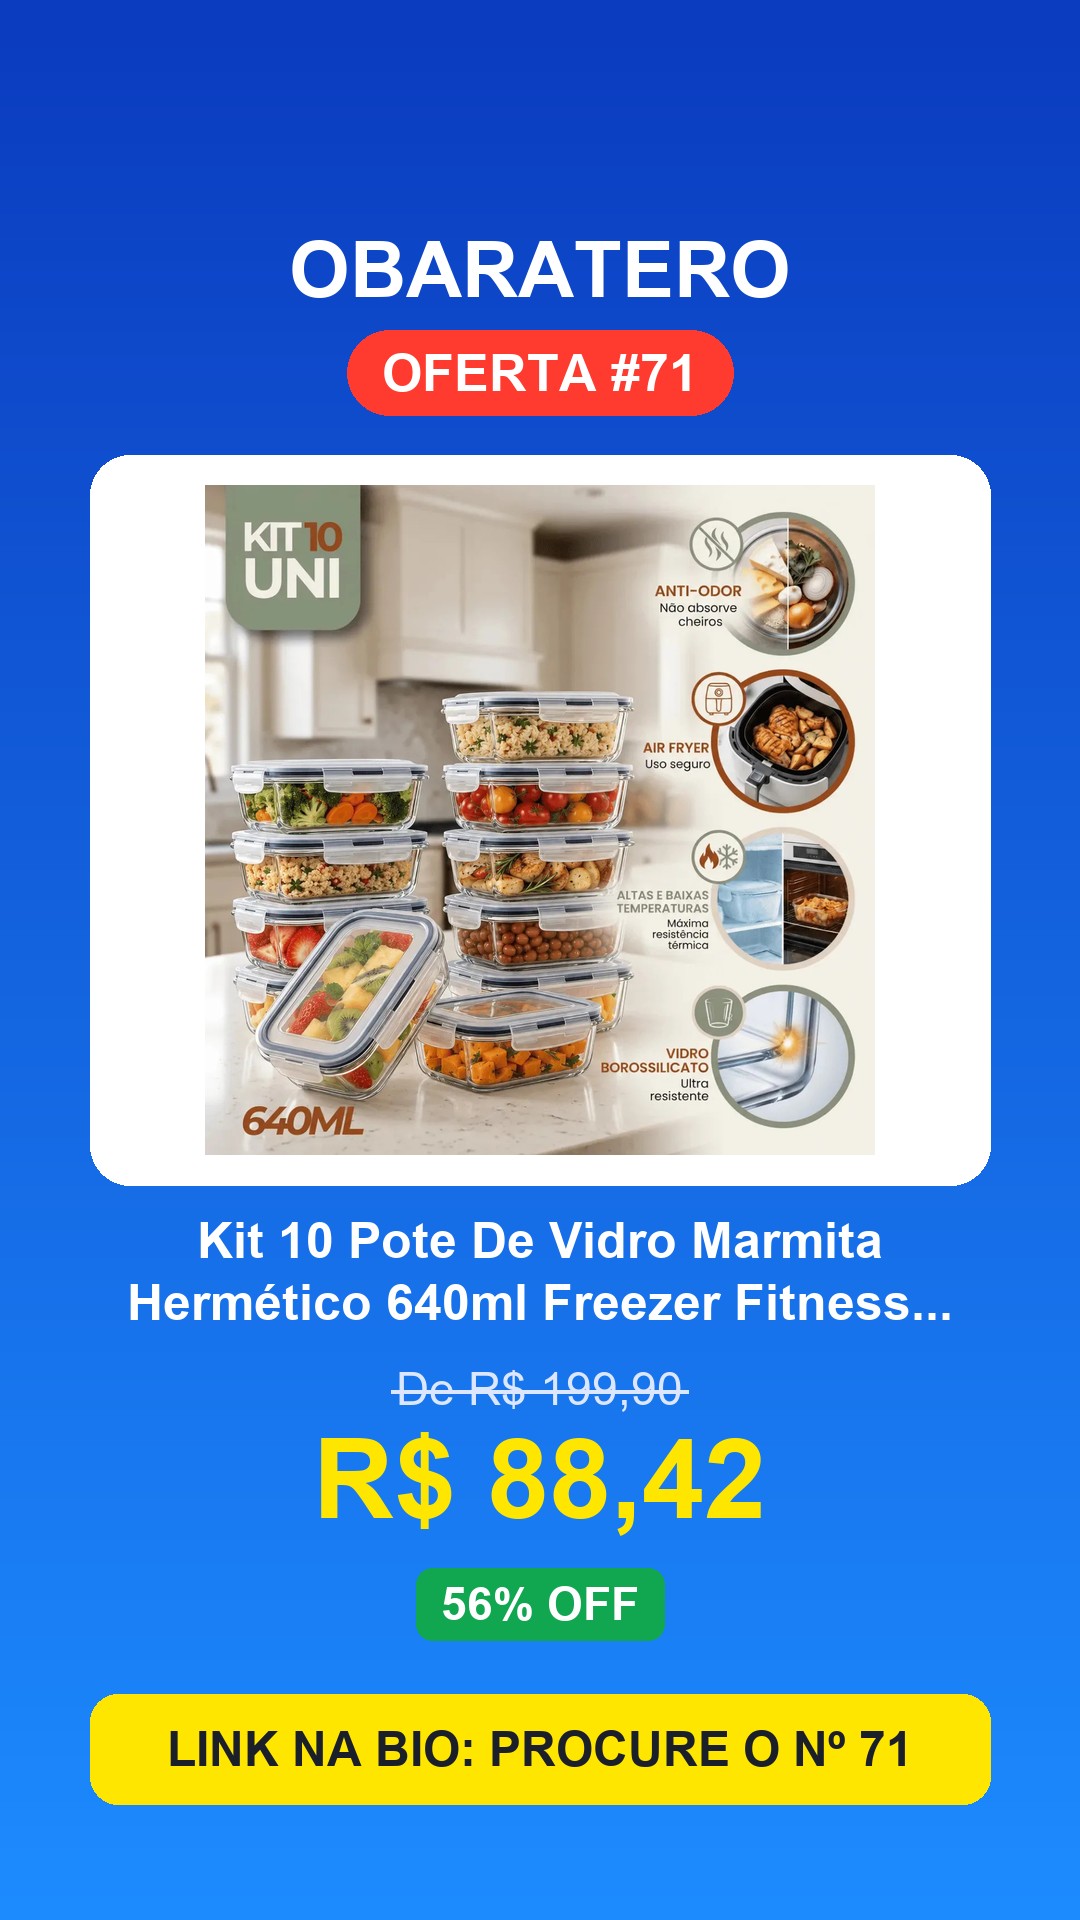 OBARATERO
OFERTA #71
KIT 10
UNI
ANTI-ODOR
Não absorve
cheiros
AIR FRYER
Uso seguro
ALTAS E BAIXAS
TEMPERATURAS
Máxima
resistência
térmica
VIDRO
BOROSSILICATO
Ultra
resistente
640ML
Kit 10 Pote De Vidro Marmita
Hermético 640ml Freezer Fitness...
De R$ 199,90
R$ 88,42
56% OFF
LINK NA BIO: PROCURE O Nº 71